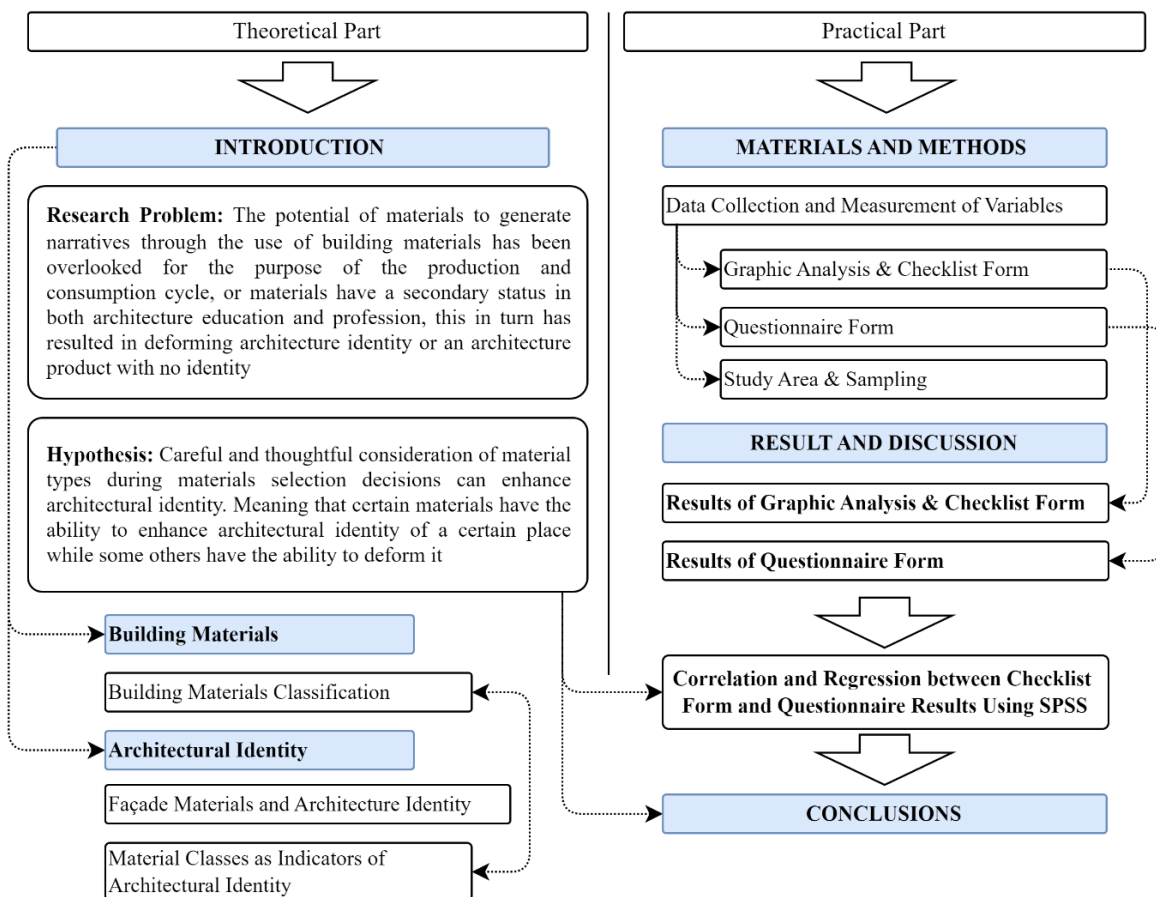 Theoretical Part
INTRODUCTION
Research Problem: The potential of materials to generate
narratives through the use of building materials has been
overlooked for the purpose of the production and
consumption cycle, or materials have a secondary status in
both architecture education and profession, this in turn has
resulted in deforming architecture identity or an architecture
product with no identity
Hypothesis: Careful and thoughtful consideration of material
types during materials selection decisions can enhance
architectural identity. Meaning that certain materials have the
ability to enhance architectural identity of a certain place
while some others have the ability to deform it
Building Materials
Building Materials Classification
Architectural Identity
Façade Materials and Architecture Identity
Material Classes as Indicators of
Architectural Identity
Practical Part
MATERIALS AND METHODS
Data Collection and Measurement of Variables
Graphic Analysis & Checklist Form
Questionnaire Form
Study Area & Sampling
RESULT AND DISCUSSION
Results of Graphic Analysis & Checklist Form
Results of Questionnaire Form
Correlation and Regression between Checklist
Form and Questionnaire Results Using SPSS
CONCLUSIONS